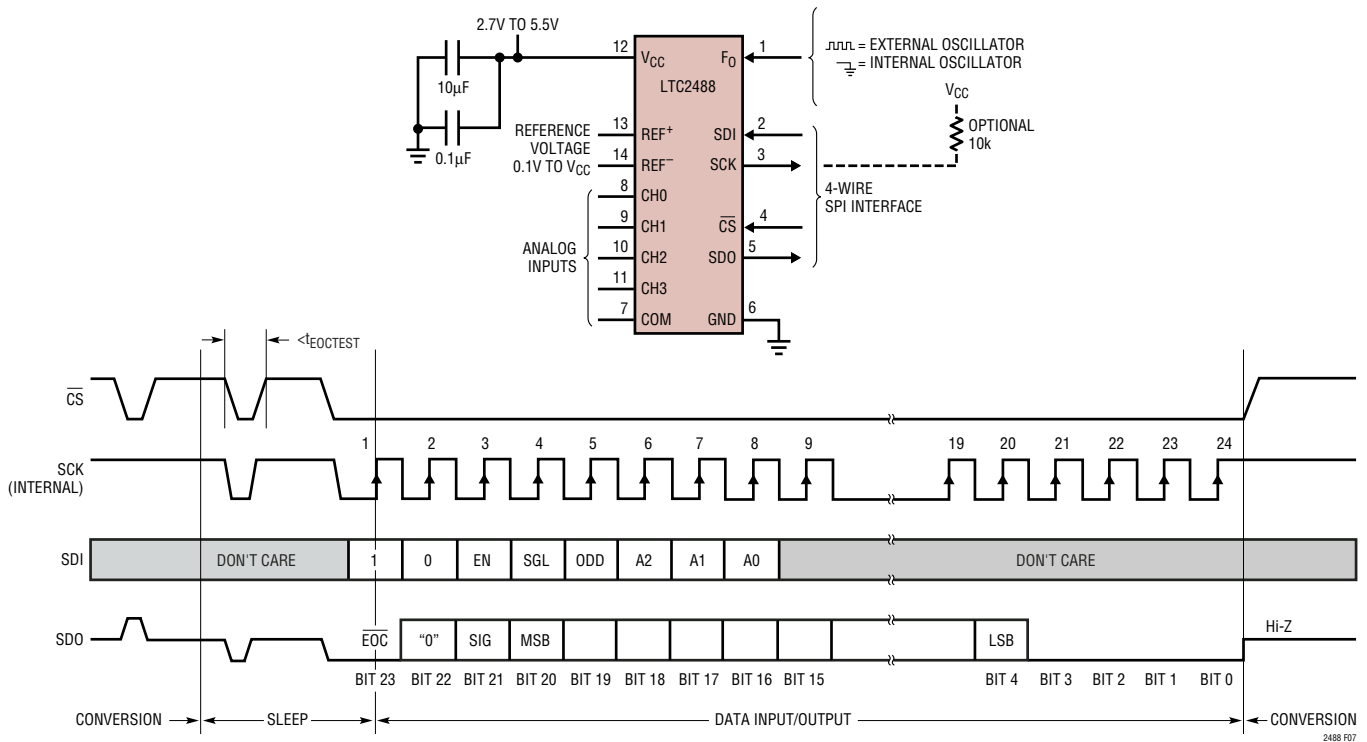 2.7V TO 5.5V
10µF
0.1µF
12
VCC
LTC2488
FO
1
= EXTERNAL OSCILLATOR
= INTERNAL OSCILLATOR
VCC
OPTIONAL
10k
REFERENCE
VOLTAGE
0.1V TO VCC
13
REF+
14
REF–
SDI
2
SCK
3
8
CH0
9
CH1
10
CH2
11
CH3
7
COM
ANALOG
INPUTS
CS
4
SDO
5
GND
6
4-WIRE
SPI INTERFACE
<tEOCTEST
CS
SCK
(INTERNAL)
1 2 3 4 5 6 7 8 9 19 20 21 22 23 24
SDI
DON'T CARE 1 0 EN SGL ODD A2 A1 A0 DON'T CARE
SDO
EOC "0" SIG MSB LSB Hi-Z
BIT 23 BIT 22 BIT 21 BIT 20 BIT 19 BIT 18 BIT 17 BIT 16 BIT 15 BIT 4 BIT 3 BIT 2 BIT 1 BIT 0
CONVERSION SLEEP DATA INPUT/OUTPUT CONVERSION
2488 F07